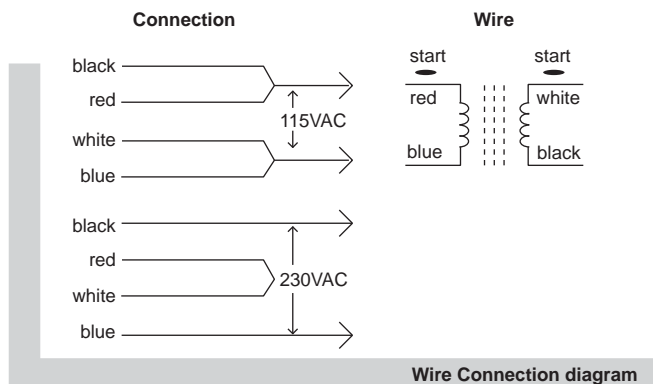 Connection
black
red
115VAC
white
blue
black
red
230VAC
white
blue
Wire
start start
red white
blue black
Wire Connection diagram